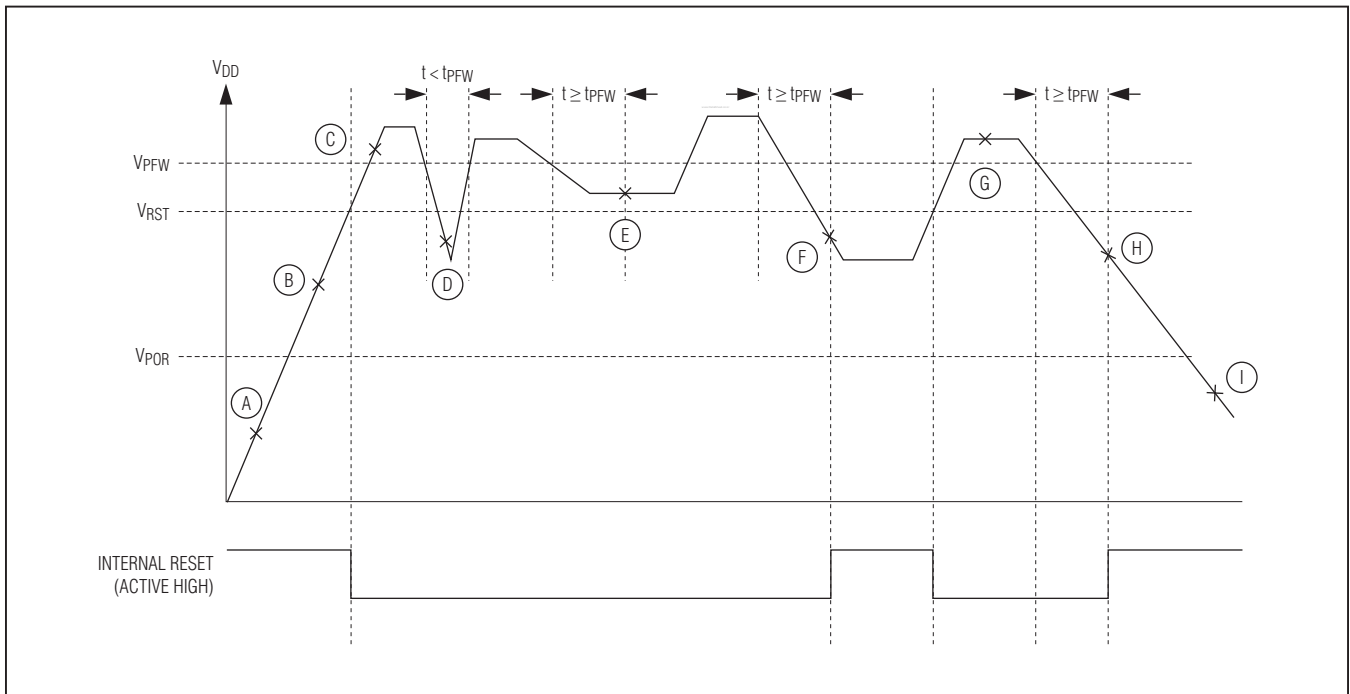 VDD
t < tPFW
t ≥ tPFW
t ≥ tPFW
t ≥ tPFW
C
VPFW
G
VRST
E
F
H
B
D
VPOR
I
A
INTERNAL RESET
(ACTIVE HIGH)